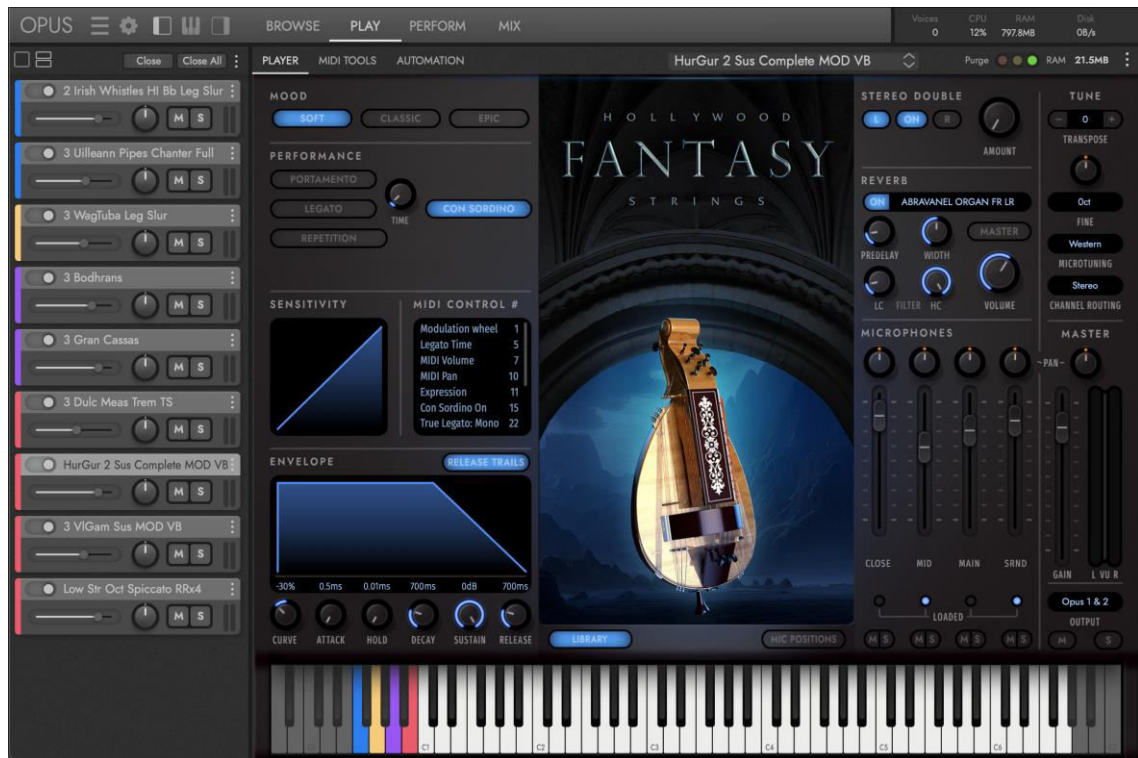 OPUS BROWSE PLAY PERFORM MIX
Voices CPU RAM Disk
0 12% 797.8MB 0B/s
Close Close All
PLAYER MIDI TOOLS AUTOMATION HurGur 2 Sus Complete MOD VB Purge RAM 21.5MB
2 Irish Whistles HI Bb Leg Slur
M S
3 Uilleann Pipes Chanter Full
M S
3 WagTuba Leg Slur
M S
3 Bodhrans
M S
3 Gran Cassas
M S
3 Dulc Meas Trem TS
M S
HurGur 2 Sus Complete MOD VB
M S
3 VlGam Sus MOD VB
M S
Low Str Oct Spiccato RRx4
M S
MOOD
SOFT CLASSIC EPIC
PERFORMANCE
PORTAMENTO
LEGATO
REPETITION
TIME
CON SORDINO
SENSITIVITY
MIDI CONTROL #
Modulation wheel 1
Legato Time 5
MIDI Volume 7
MIDI Pan 10
Expression 11
Con Sordino On 15
True Legato: Mono 22
ENVELOPE RELEASE TRAILS
-30% 0.5ms 0.01ms 700ms 0dB 700ms
CURVE ATTACK HOLD DECAY SUSTAIN RELEASE
HOLLYWOOD
FANTASY
STRINGS
LIBRARY MIC POSITIONS
STEREO DOUBLE
L ON R
AMOUNT
REVERB
ON ABRAVANEL ORGAN FR LR
MASTER
PREDELAY WIDTH
LC FILTER HC VOLUME
MICROPHONES
CLOSE MID MAIN SRND
LOADED
M S M S M S M S
TUNE
- 0 +
TRANSPOSE
0ct
FINE
Western
MICROTUNING
Stereo
CHANNEL ROUTING
MASTER
-PAN-
GAIN L VU R
Opus 1 & 2
OUTPUT
M S
C1 C2 C3 C4 C5 C6